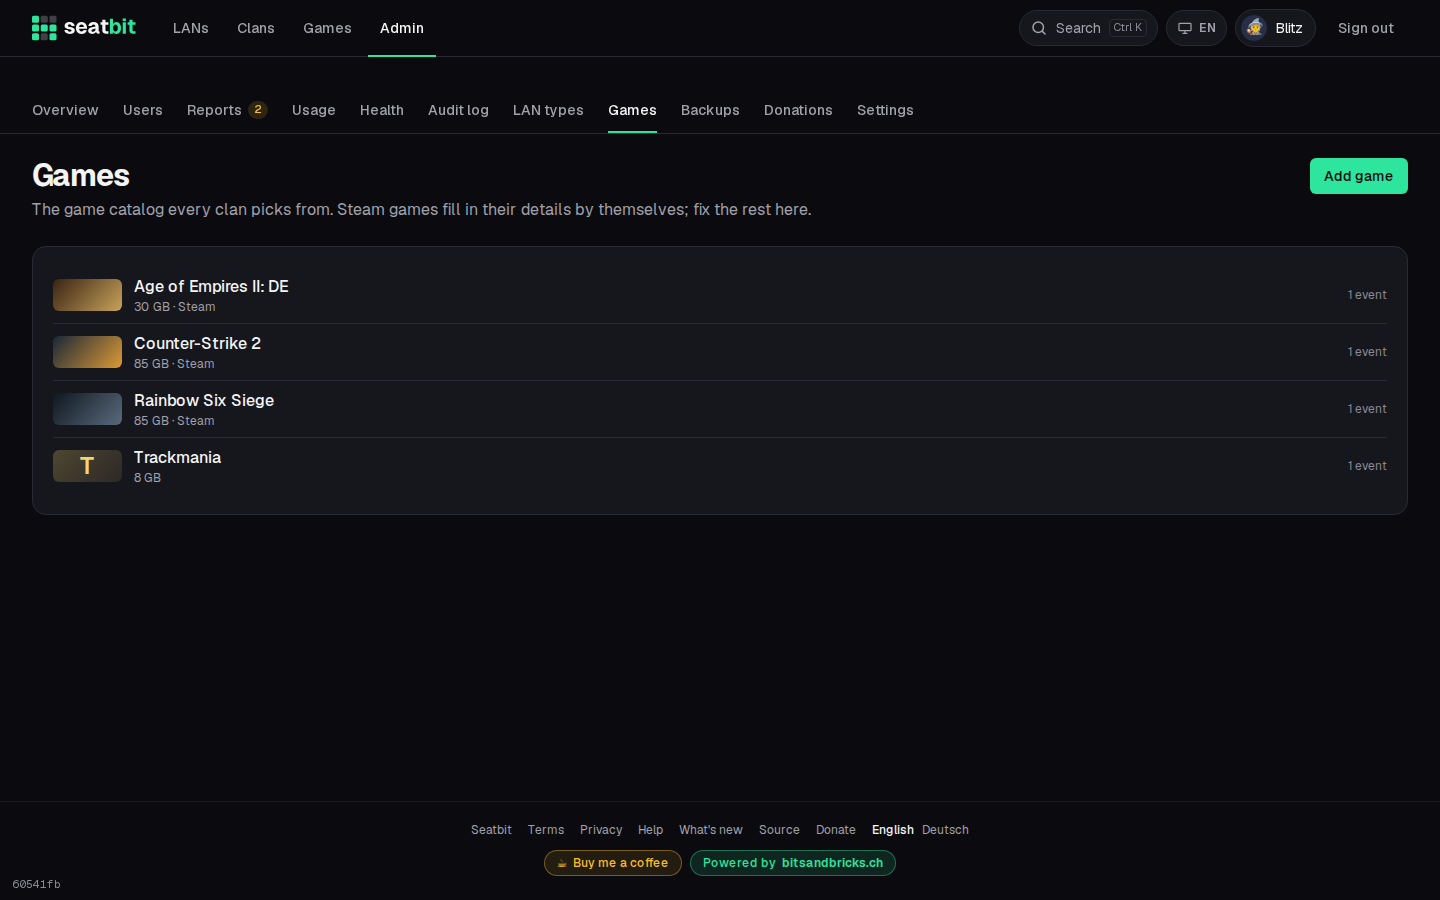 seatbit LANs Clans Games Admin Search Ctrl K EN Blitz Sign out
Overview Users Reports 2 Usage Health Audit log LAN types Games Backups Donations Settings
Games
Add game
The game catalog every clan picks from. Steam games fill in their details by themselves; fix the rest here.
Age of Empires II: DE
30 GB · Steam
1 event
Counter-Strike 2
85 GB · Steam
1 event
Rainbow Six Siege
85 GB · Steam
1 event
T
Trackmania
8 GB
1 event
Seatbit Terms Privacy Help What's new Source Donate English Deutsch
Buy me a coffee Powered by bitsandbricks.ch
60541fb